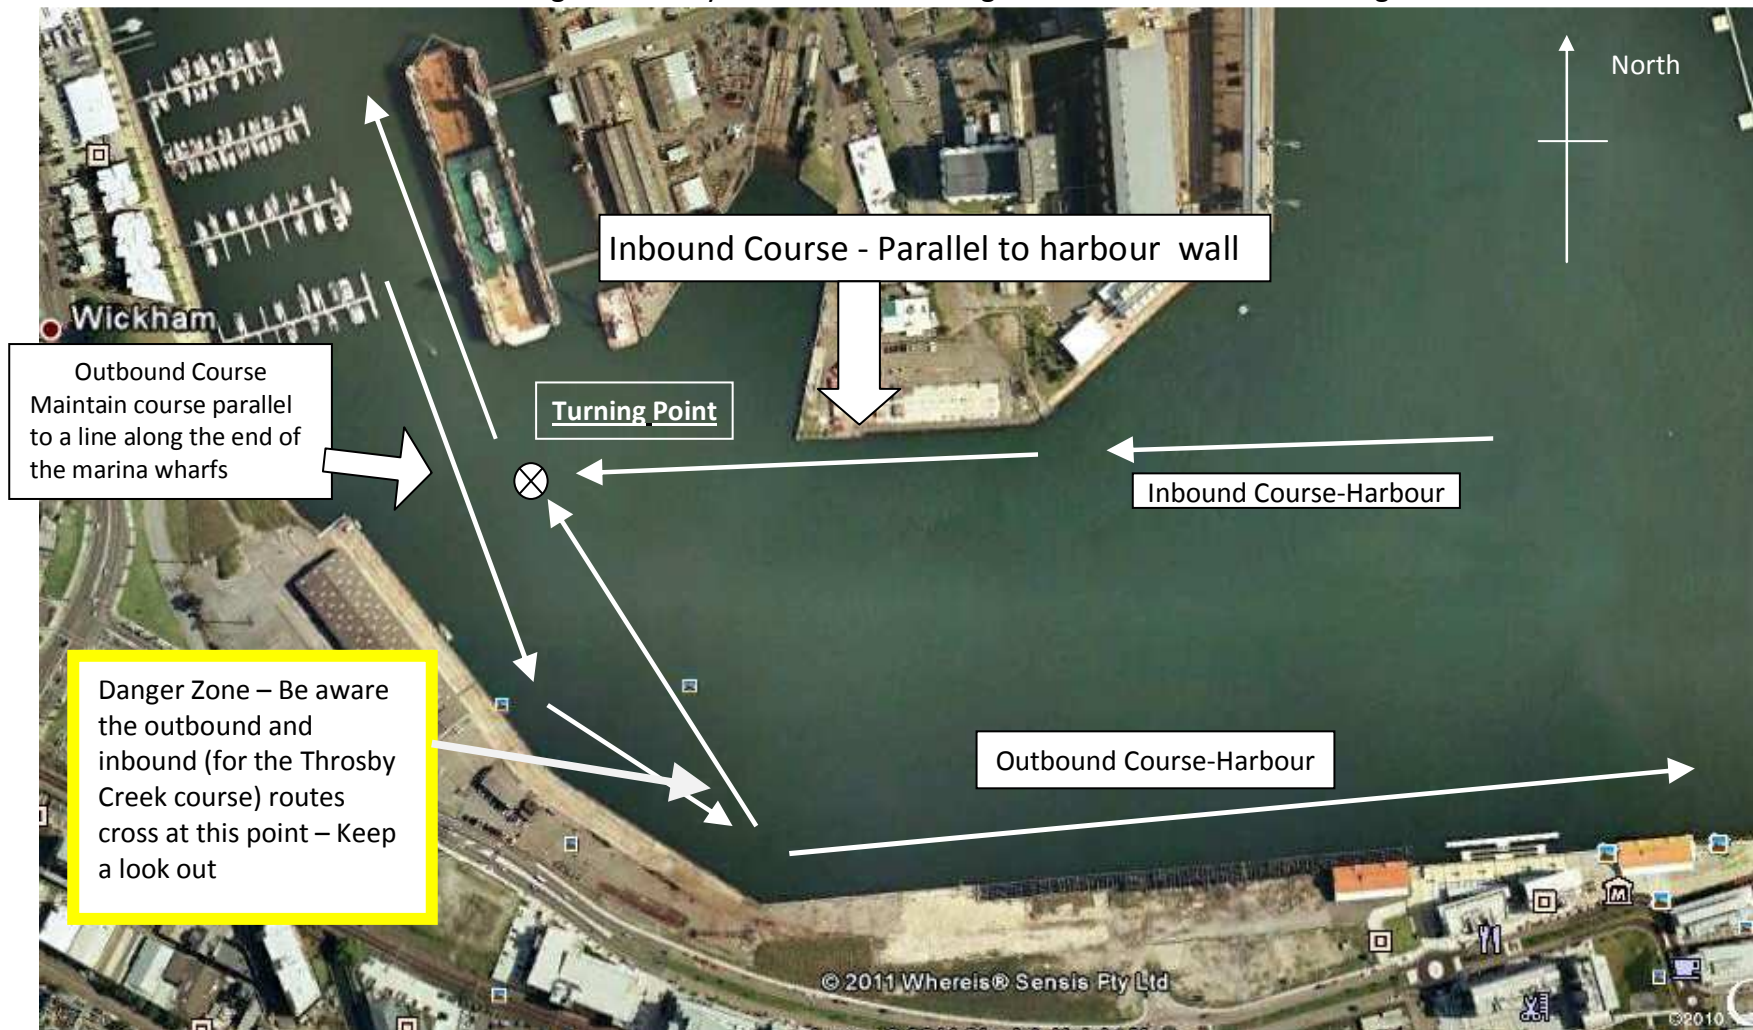 North
Inbound Course - Parallel to harbour wall
Wickham
Outbound Course
Maintain course parallel
to a line along the end of
the marina wharfs
Turning Point
Inbound Course-Harbour
Danger Zone – Be aware
the outbound and
inbound (for the Throsby
Creek course) routes
cross at this point – Keep
a look out
Outbound Course-Harbour
© 2011 Whereis® Sensis Pty Ltd
©2010